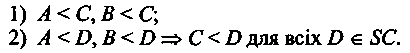 1) A < C, B < C;
2) A < D, B < D ⇒ C < D для всіх D ∈ SC.